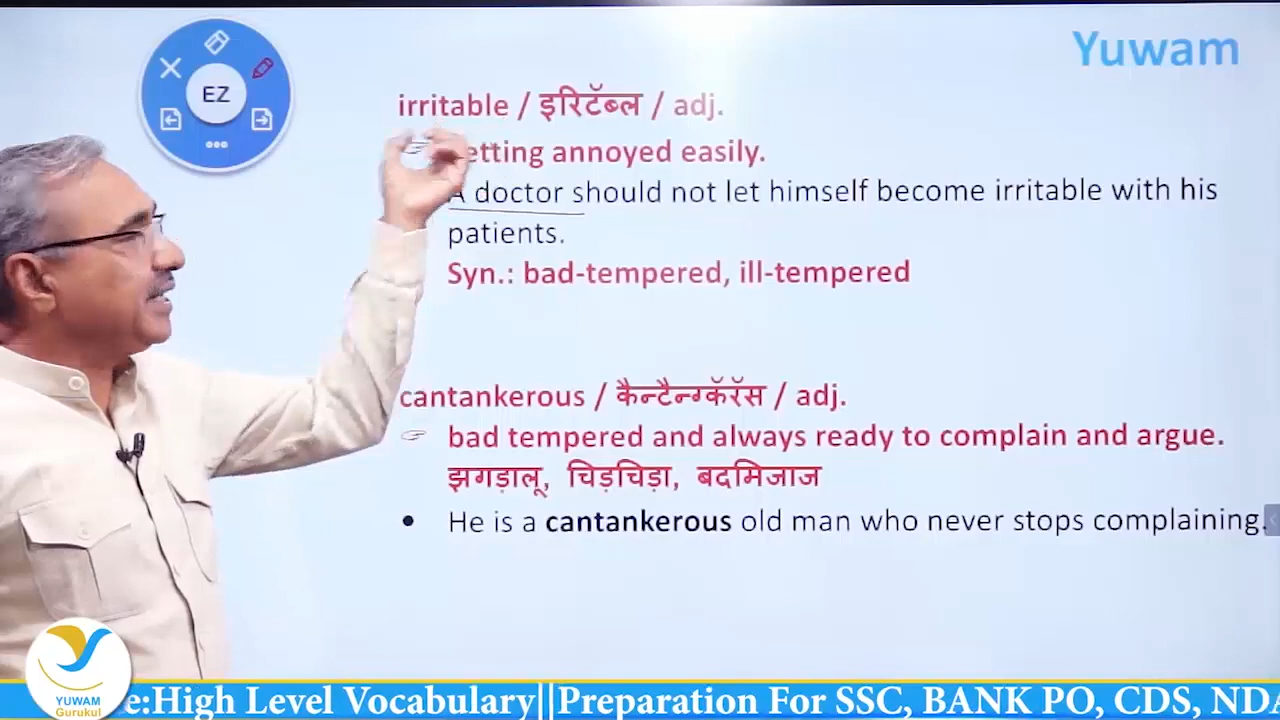 Yuwam
EZ
irritable / इरिटॅब्ल / adj.
etting annoyed easily.
A doctor should not let himself become irritable with his
patients.
Syn.: bad-tempered, ill-tempered
cantankerous / कैन्टैन्ग्कॅरॅस / adj.
☞ bad tempered and always ready to complain and argue.
झगड़ालू, चिड़चिड़ा, बदमिजाज
• He is a cantankerous old man who never stops complaining.
YUWAM
Gurukul
e:High Level Vocabulary||Preparation For SSC, BANK PO, CDS, NDA